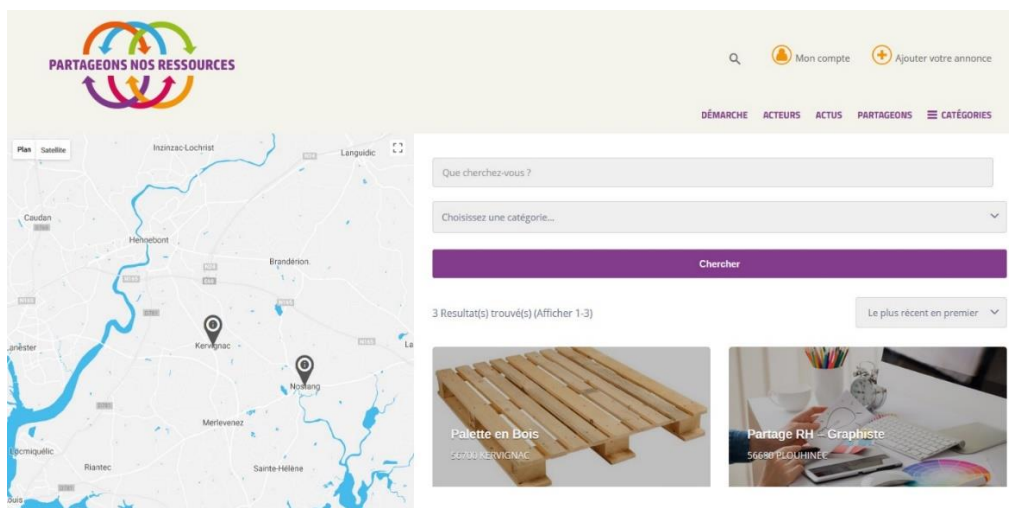 PARTAGEONS NOS RESSOURCES
Mon compte
Ajouter votre annonce
DÉMARCHE ACTEURS ACTUS PARTAGEONS CATÉGORIES
Plan Satellite
Inzinzac-Lochrist
Languidic
Caudan
Hennebont
Brandérion
Kervignac
Nostang
Merlevenez
Riantec
Sainte-Hélène
Que cherchez-vous ?
Choisissez une catégorie...
Chercher
3 Resultat(s) trouvé(s) (Afficher 1-3)
Le plus récent en premier
Palette en Bois
56700 KERVIGNAC
Partage RH – Graphiste
56680 PLOUHINEC